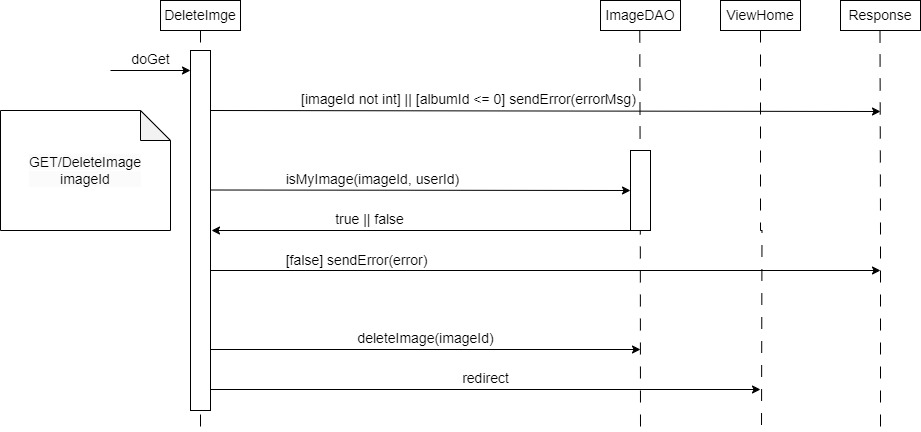 DeleteImge
ImageDAO
ViewHome
Response
doGet
[imageId not int] || [albumId <= 0] sendError(errorMsg)
GET/DeleteImage
imageId
isMyImage(imageId, userId)
true || false
[false] sendError(error)
deleteImage(imageId)
redirect